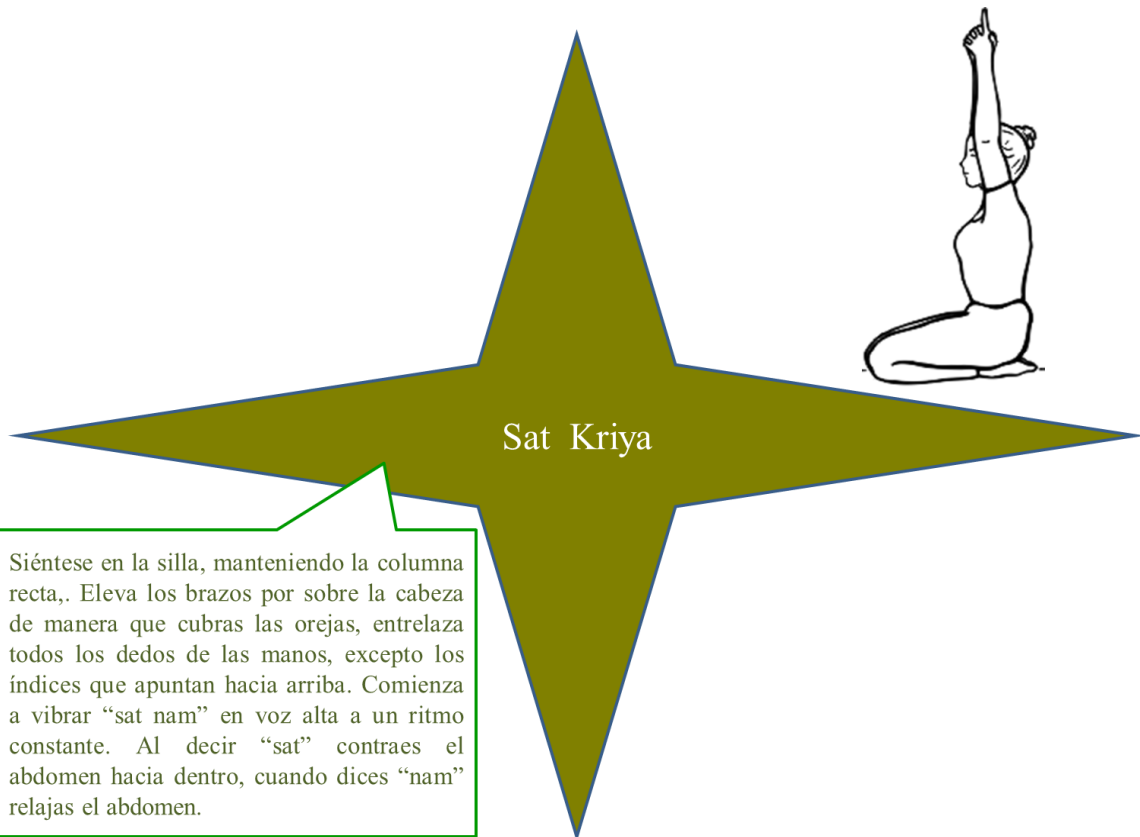 Sat Kriya
Siéntese en la silla, manteniendo la columna
recta,. Eleva los brazos por sobre la cabeza
de manera que cubras las orejas, entrelaza
todos los dedos de las manos, excepto los
índices que apuntan hacia arriba. Comienza
a vibrar “sat nam” en voz alta a un ritmo
constante. Al decir “sat” contraes el
abdomen hacia dentro, cuando dices “nam”
relajas el abdomen.